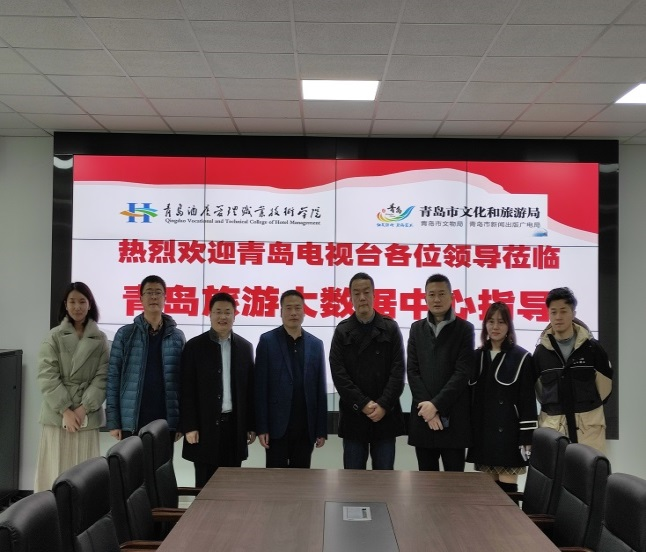 青岛酒店管理职业技术学院
Qingdao Vocational and Technical College of Hotel Management
青岛
青岛市文化和旅游局
青岛市文物局 青岛市新闻出版广电局
热烈欢迎青岛电视台各位领导莅临
青岛旅游大数据中心指导